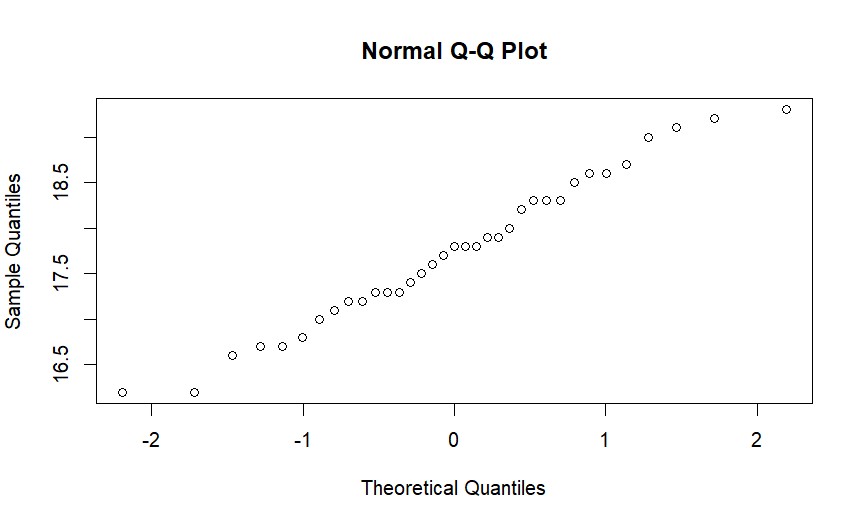 Normal Q-Q Plot
Sample Quantiles
18.5
17.5
16.5
-2 -1 0 1 2
Theoretical Quantiles